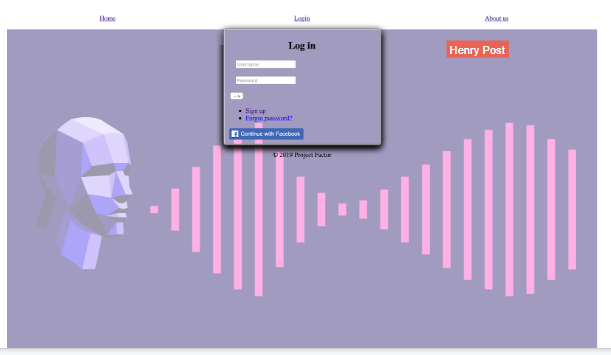 Home
Login
About us
Henry Post
Log in
Username
Password
-->
Sign up
Forgot password?
Continue with Facebook
© 2019 Project Factor